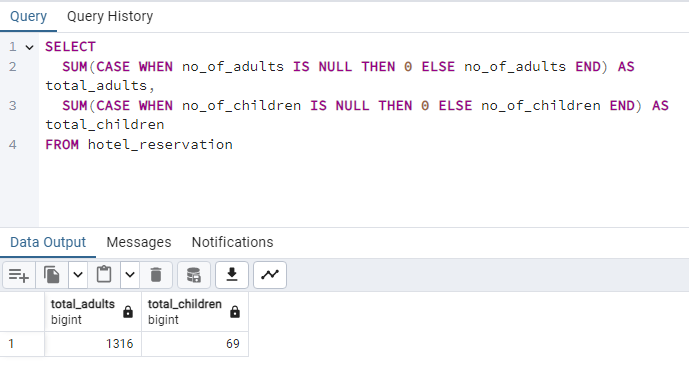 Query Query History
1 SELECT
2 SUM(CASE WHEN no_of_adults IS NULL THEN 0 ELSE no_of_adults END) AS
total_adults,
3 SUM(CASE WHEN no_of_children IS NULL THEN 0 ELSE no_of_children END) AS
total_children
4 FROM hotel_reservation
Data Output Messages Notifications
total_adults total_children
bigint bigint
1 1316 69